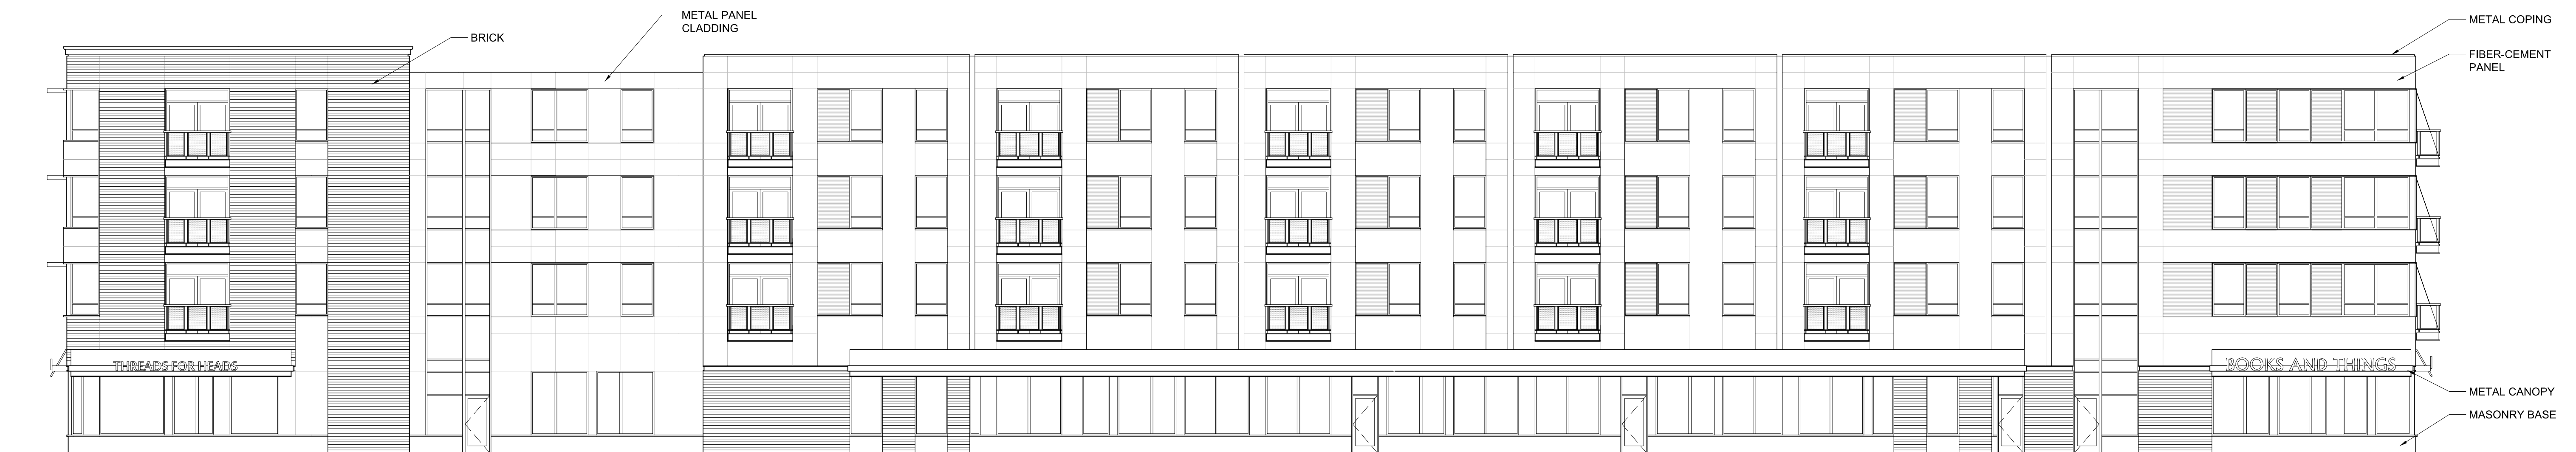 METAL PANEL
CLADDING
BRICK
METAL COPING
FIBER-CEMENT
PANEL
THREADS FOR HEADS
BOOKS AND THINGS
METAL CANOPY
MASONRY BASE